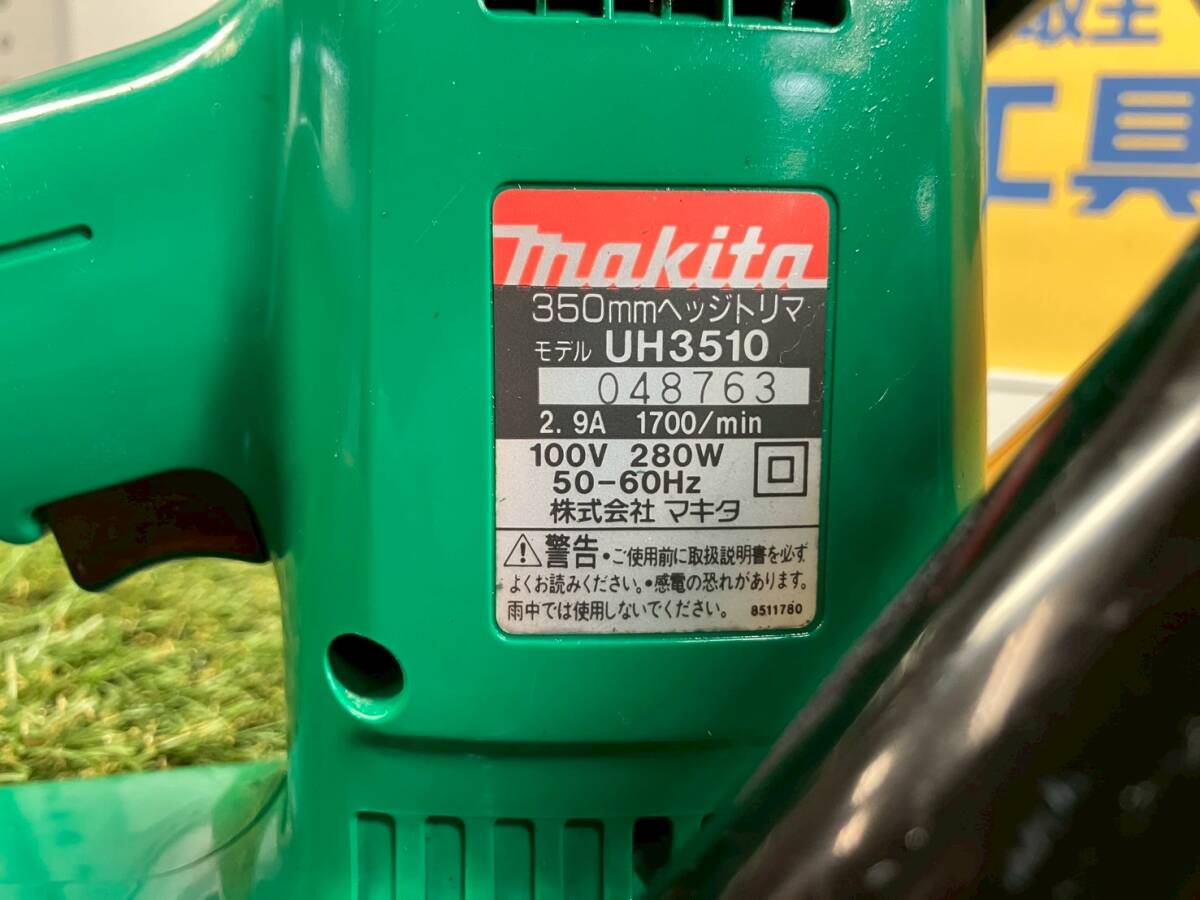 makita
350mmヘッジトリマ
モデル UH3510
048763
2.9A 1700/min
100V 280W
50-60Hz
株式会社 マキタ
警告・ご使用前に取扱説明書を必ず
よくお読みください。・感電の恐れがあります。
雨中では使用しないでください。 8511780
取王
工具